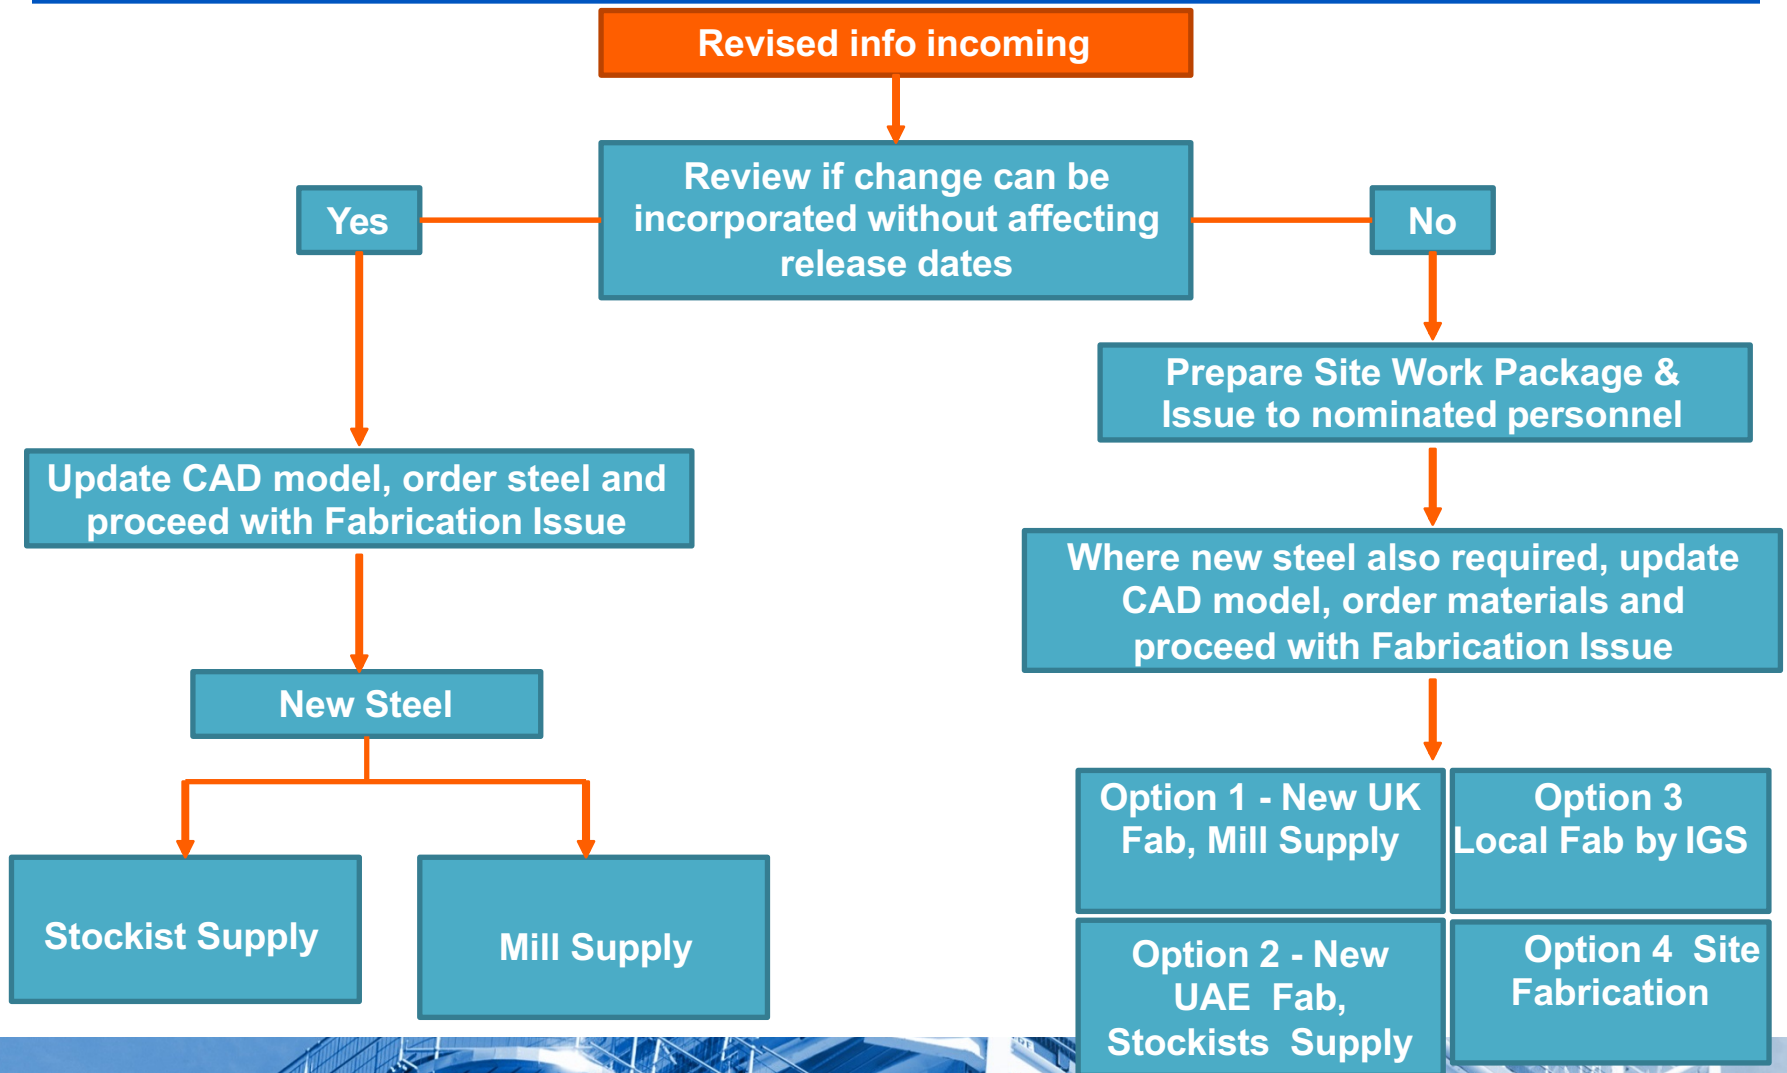 Revised info incoming
Review if change can be
incorporated without affecting
release dates
Yes
No
Prepare Site Work Package &
Issue to nominated personnel
Update CAD model, order steel and
proceed with Fabrication Issue
Where new steel also required, update
CAD model, order materials and
proceed with Fabrication Issue
New Steel
Stockist Supply
Mill Supply
Option 1 - New UK
Fab, Mill Supply
Option 3
Local Fab by IGS
Option 2 - New
UAE Fab,
Stockists Supply
Option 4 Site
Fabrication